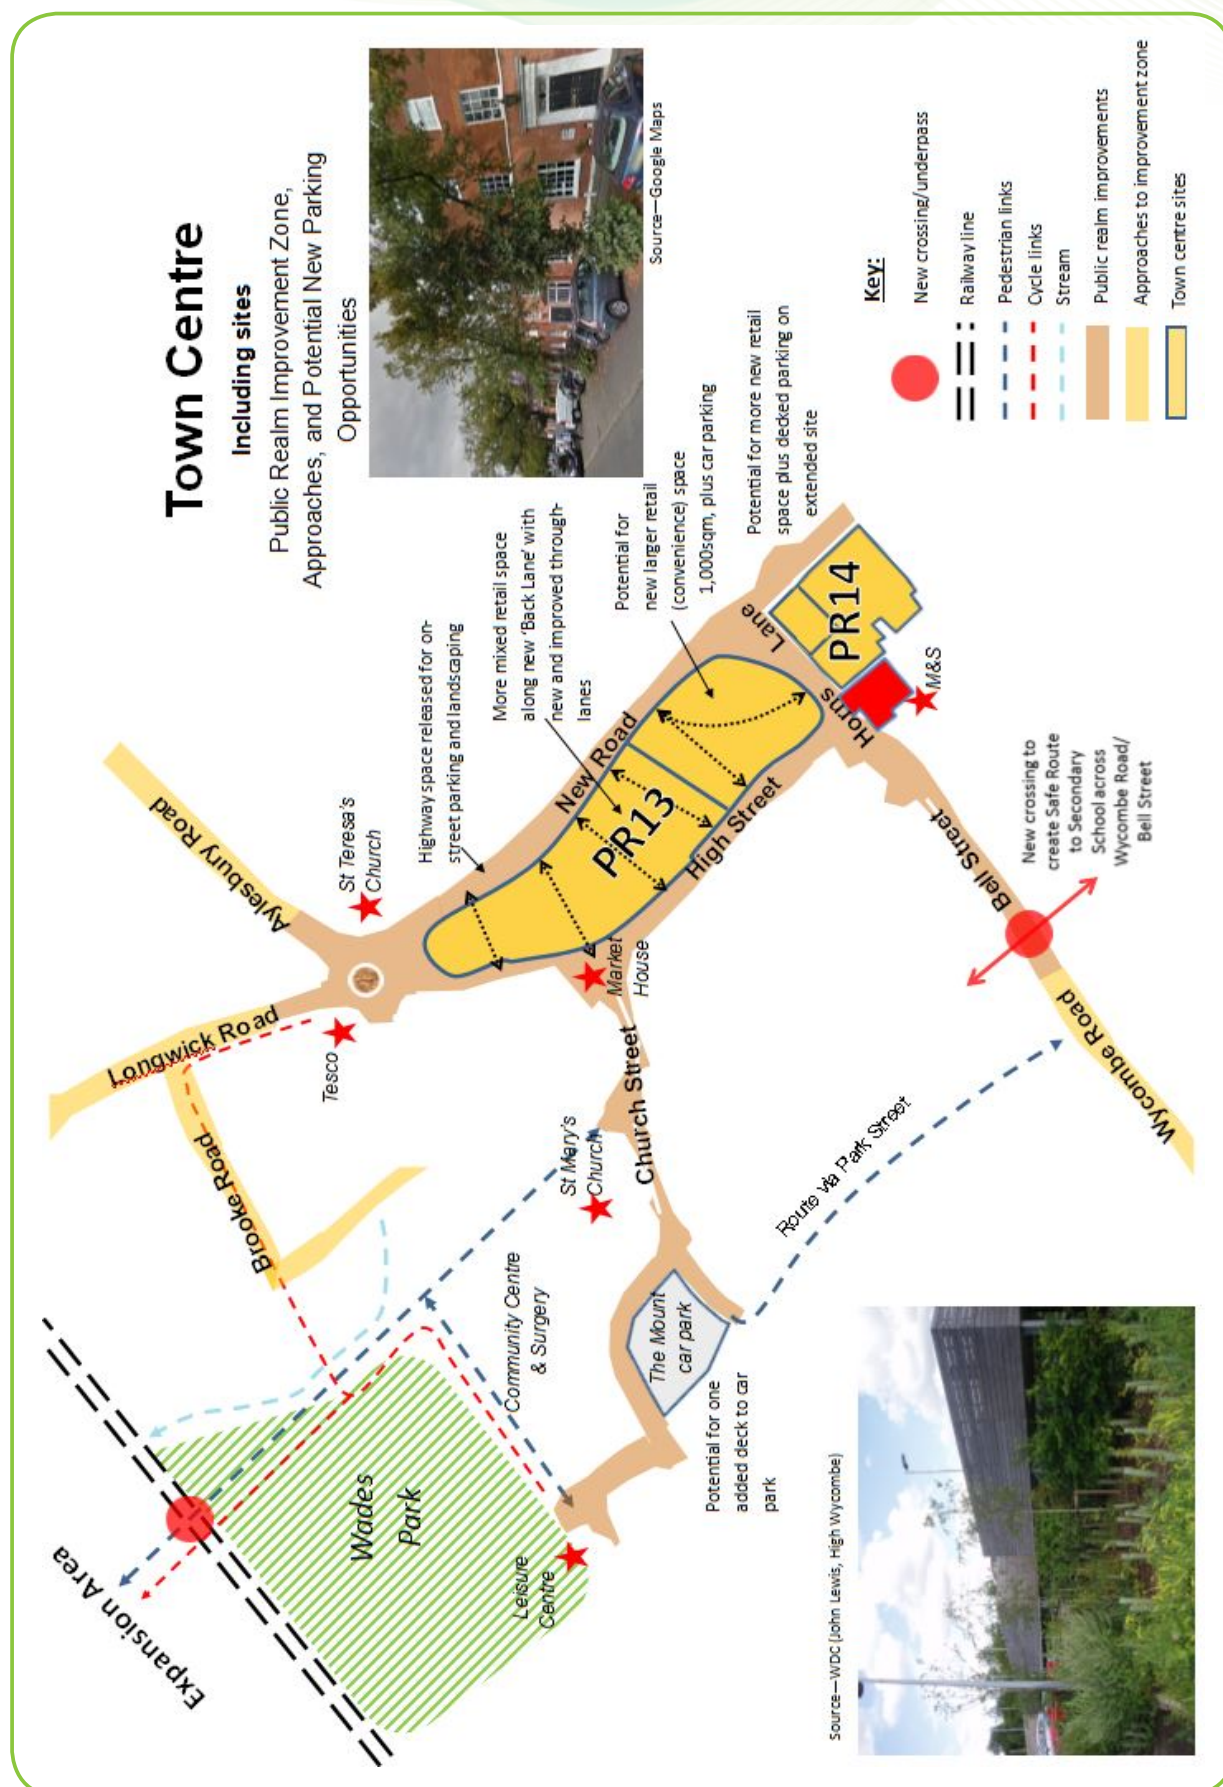 Town Centre
Including sites
Public Realm Improvement Zone,
Approaches, and Potential New Parking
Opportunities
Source—Google Maps
Expansion Area
Wades
Park
Leisure
Centre
Brooke Road
Longwick Road
Aylesbury Road
Tesco
St Teresa's
Church
Community Centre
& Surgery
St Mary's
Church
Church Street
Market
House
The Mount
car park
Potential for one
added deck to car
park
Highway space released for on-
street parking and landscaping
More mixed retail space
along new 'Back Lane' with
new and improved through-
lanes
Potential for
new larger retail
(convenience) space
1,000sqm, plus car parking
Potential for more new retail
space plus decked parking on
extended site
New Road
PR13
High Street
Horns
Lane
PR14
M&S
Bell Street
Wycombe Road
Route via Park Street
New crossing to
create Safe Route
to Secondary
School across
Wycombe Road/
Bell Street
Source—WDC (John Lewis, High Wycombe)
Key:
New crossing/underpass
Railway line
Pedestrian links
Cycle links
Stream
Public realm improvements
Approaches to improvement zone
Town centre sites